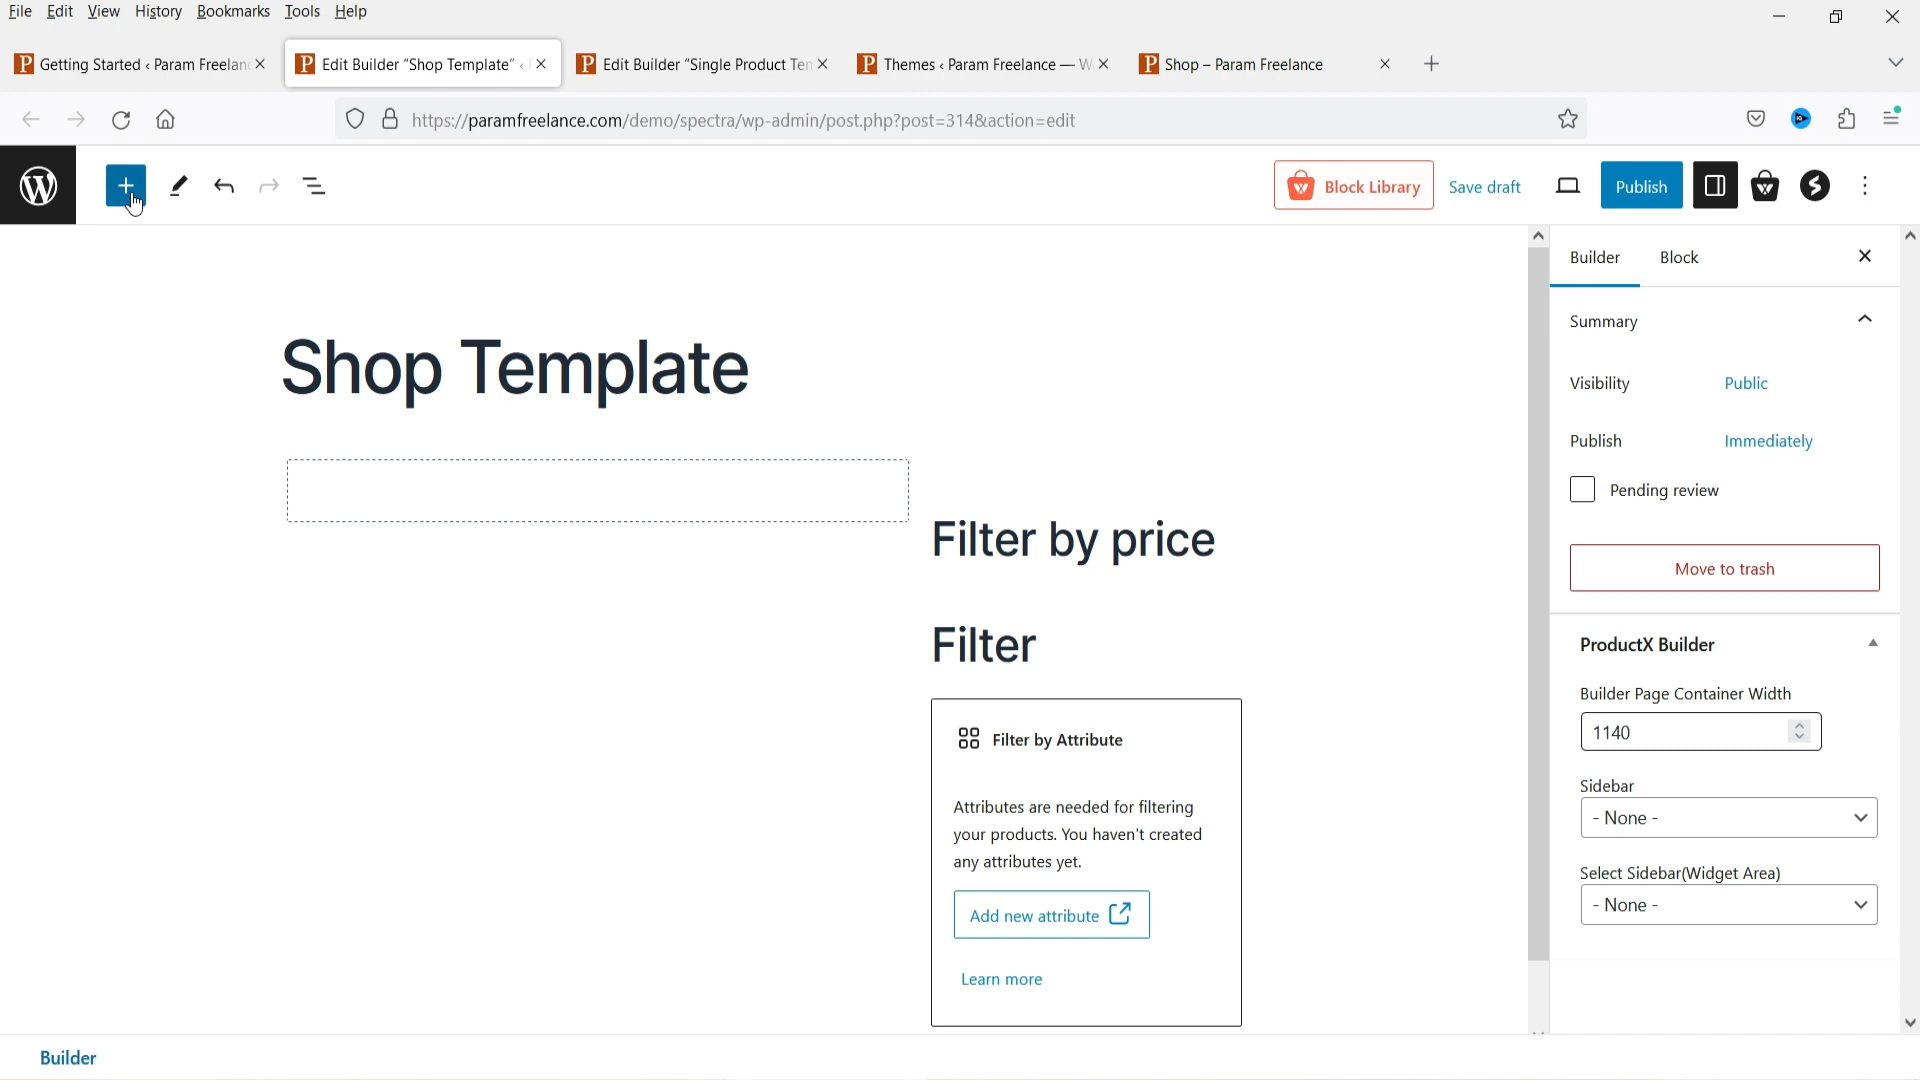 File Edit View History Bookmarks Tools Help
Getting Started ‹ Param Freelan
Edit Builder "Shop Template" ‹
Edit Builder "Single Product Ten
Themes ‹ Param Freelance — W
Shop – Param Freelance
https://paramfreelance.com/demo/spectra/wp-admin/post.php?post=314&action=edit
Block Library
Save draft
Publish
Shop Template
Filter by price
Filter
Filter by Attribute
Attributes are needed for filtering
your products. You haven't created
any attributes yet.
Add new attribute
Learn more
Builder Block
Summary
Visibility Public
Publish Immediately
Pending review
Move to trash
ProductX Builder
Builder Page Container Width
1140
Sidebar
- None -
Select Sidebar(Widget Area)
- None -
Builder